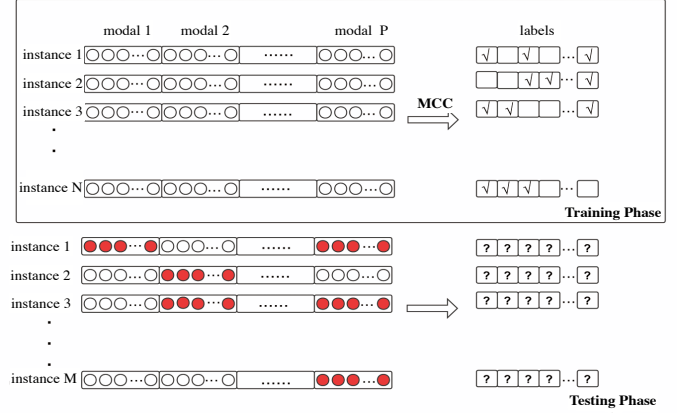 modal 1 modal 2 modal P labels
instance 1 ...... √ √ ... √
instance 2 ...... √ √ ... √
instance 3 ...... √ √ ... √
MCC
instance N ...... √ √ √ ...
Training Phase
instance 1 ...... ? ? ? ? ... ?
instance 2 ...... ? ? ? ? ... ?
instance 3 ...... ? ? ? ? ... ?
instance M ...... ? ? ? ? ... ?
Testing Phase